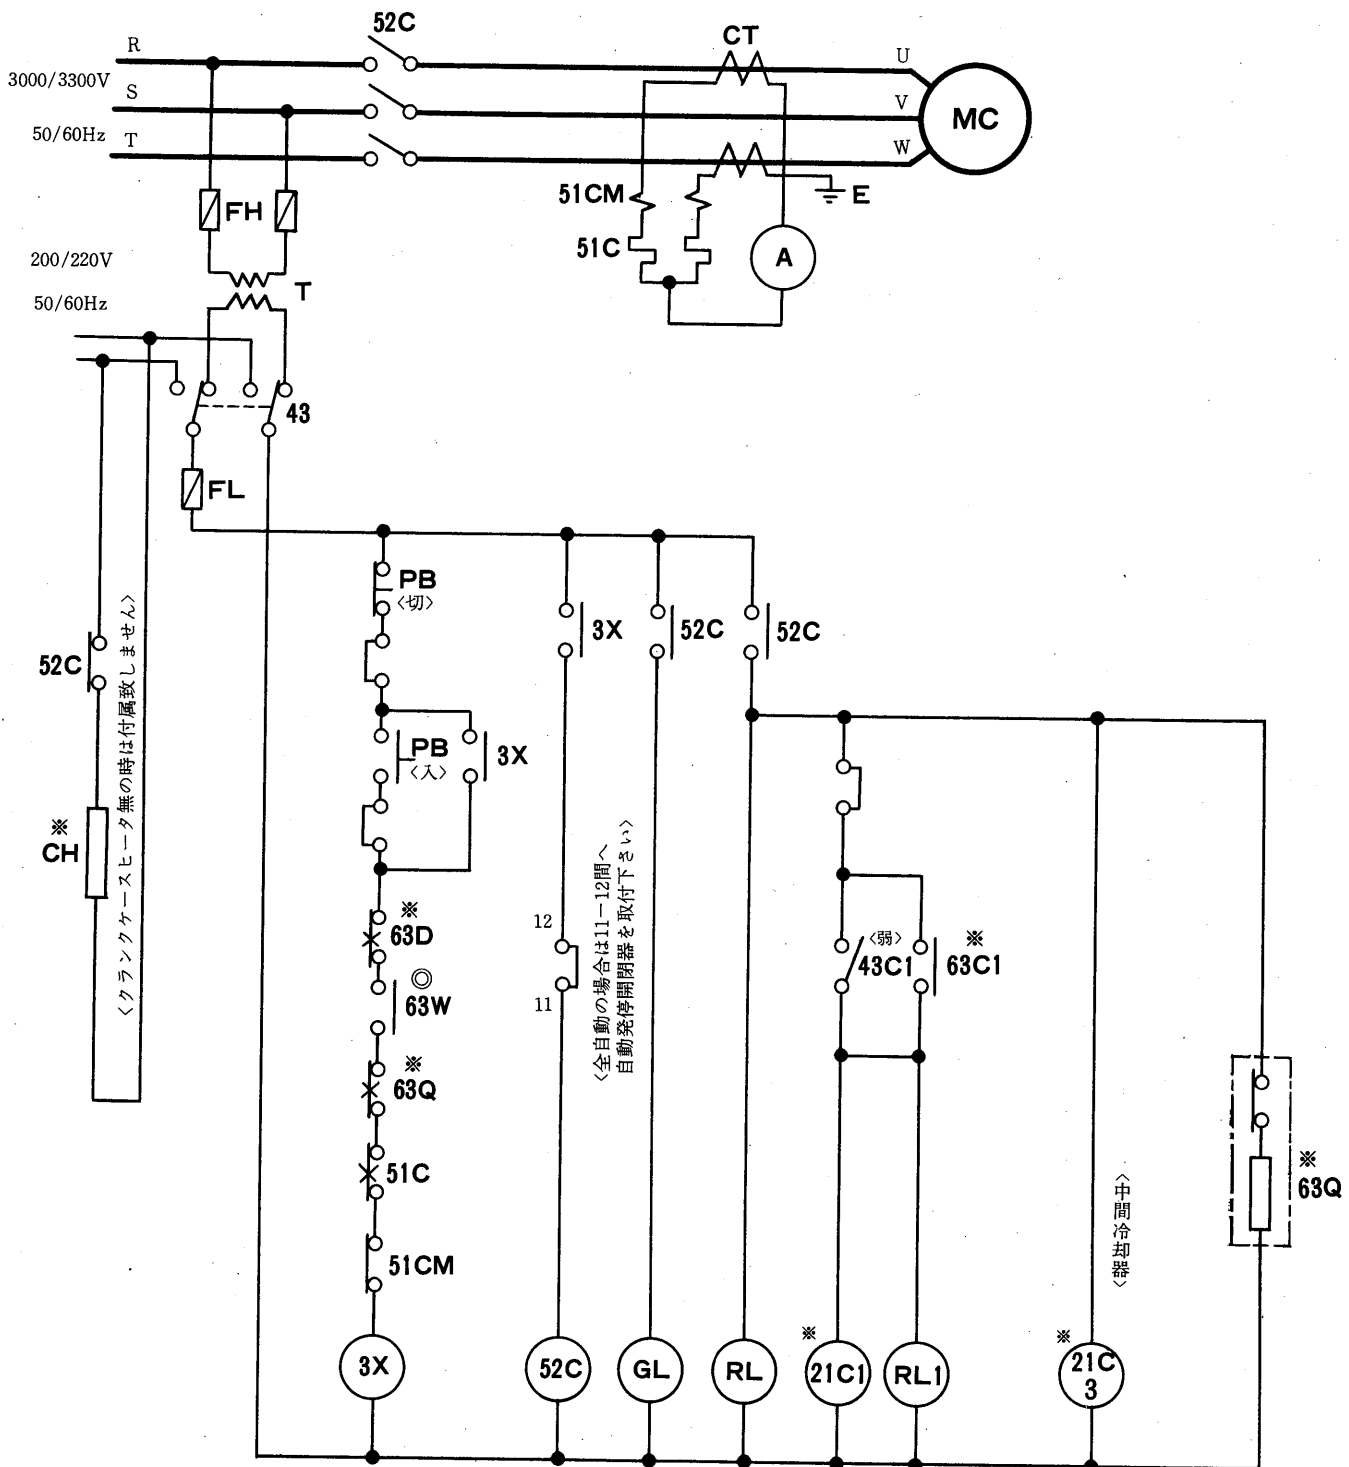 52C
CT
R
U
3000/3300V
S
V
MC
50/60Hz
T
W
51CM
E
FH
51C
A
200/220V
T
50/60Hz
43
FL
PB
〈切〉
3X
52C
52C
52C
〈クランクケースヒータ無の時は付属致しません〉
PB
〈入〉
3X
※
CH
〈全自動の場合は11−12間へ
自動発停開閉器を取付下さい〉
※
63D
12
〈弱〉
43C1
※
63C1
◎
63W
11
※
63Q
51C
〈中間冷却器〉
※
63Q
51CM
3X
52C
GL
RL
※
21C1
RL1
※
21C
3